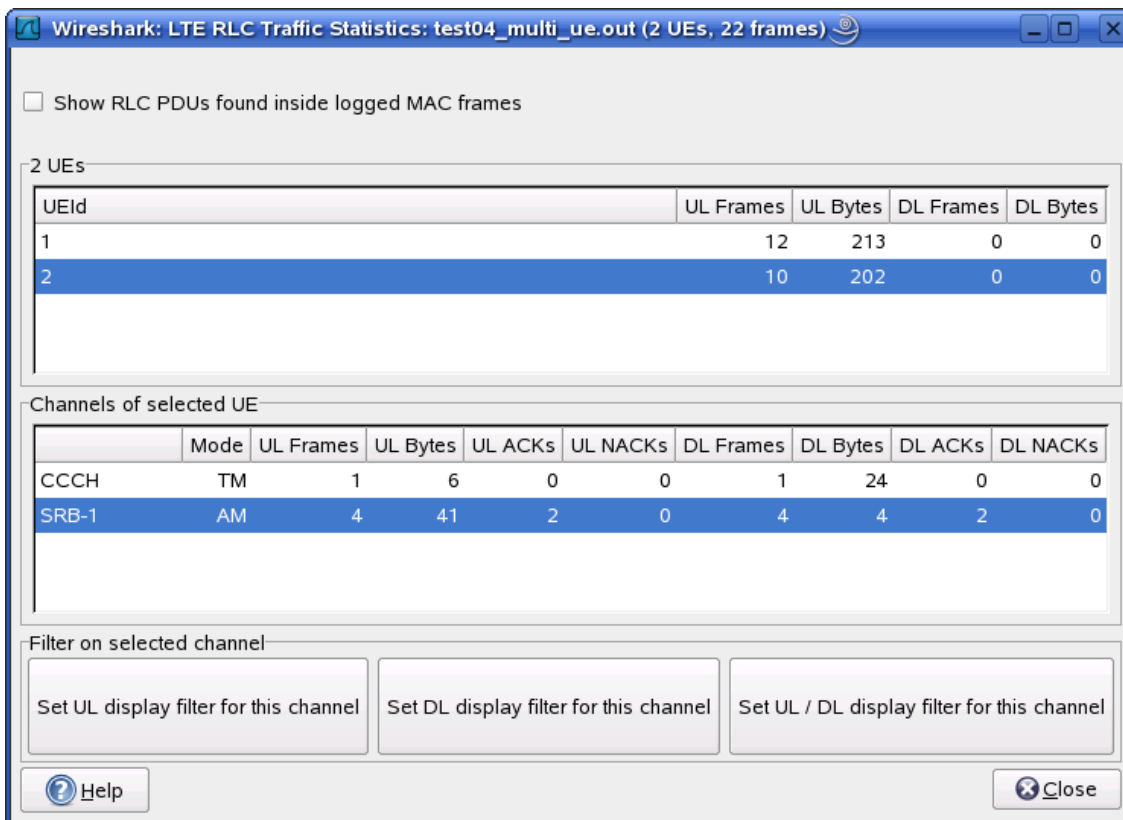 Wireshark: LTE RLC Traffic Statistics: test04_multi_ue.out (2 UEs, 22 frames)
Show RLC PDUs found inside logged MAC frames
2 UEs
UEId UL Frames UL Bytes DL Frames DL Bytes
1 12 213 0 0
2 10 202 0 0
Channels of selected UE
Mode UL Frames UL Bytes UL ACKs UL NACKs DL Frames DL Bytes DL ACKs DL NACKs
CCCH TM 1 6 0 0 1 24 0 0
SRB-1 AM 4 41 2 0 4 4 2 0
Filter on selected channel
Set UL display filter for this channel Set DL display filter for this channel Set UL / DL display filter for this channel
Help Close